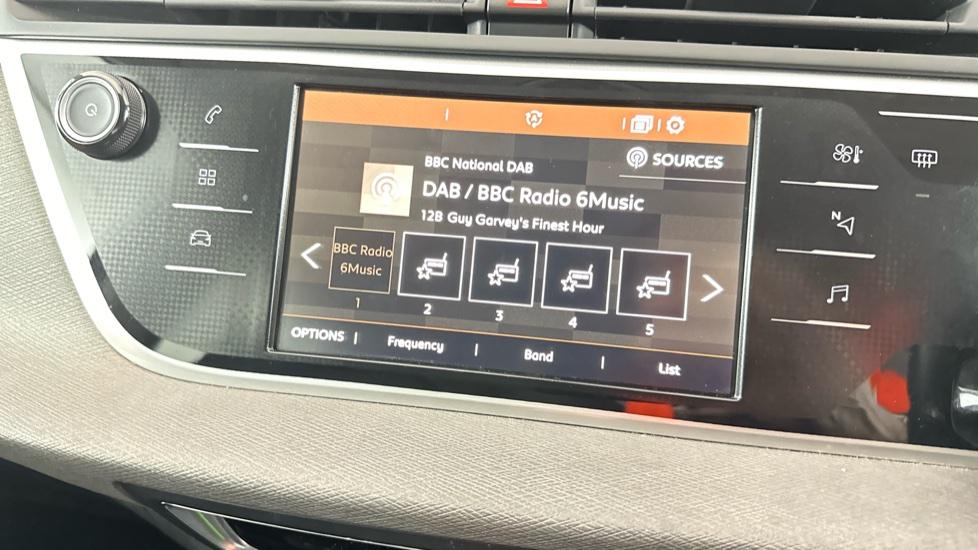 SOURCES
BBC National DAB
DAB / BBC Radio 6Music
12B Guy Garvey's Finest Hour
BBC Radio
6Music
1
2
3
4
5
OPTIONS
Frequency
Band
List
N